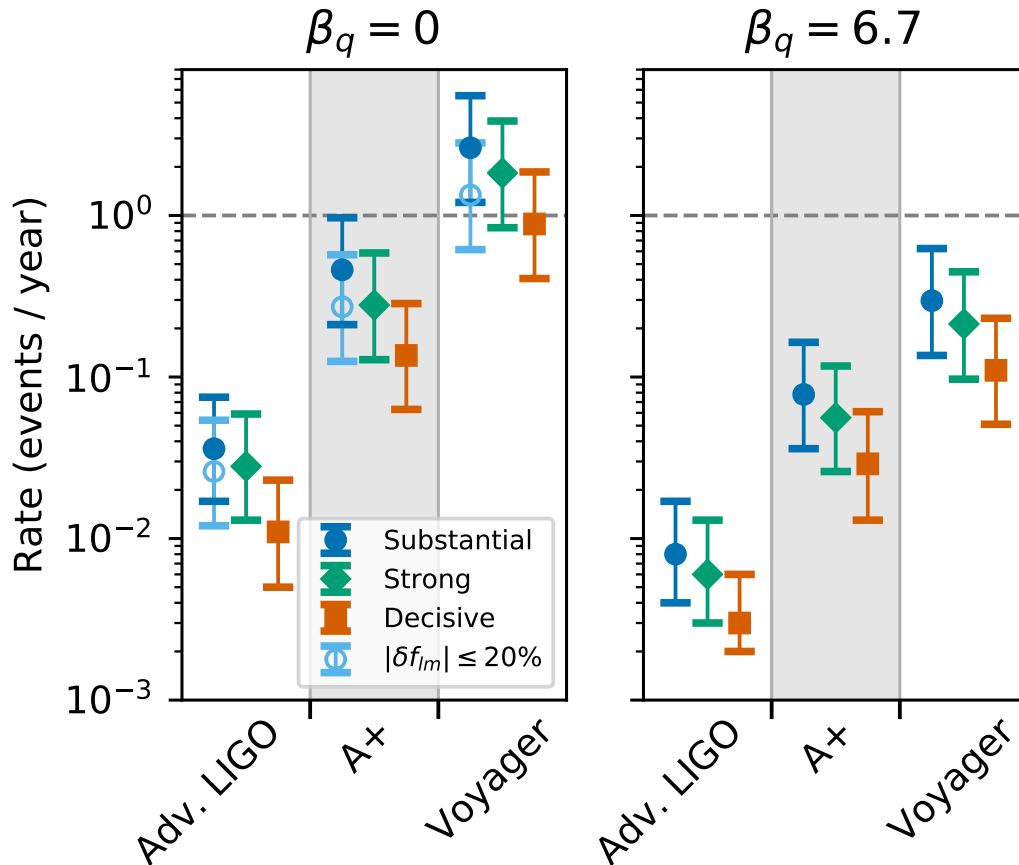 β_q = 0
β_q = 6.7
Rate (events / year)
10^0
10^-1
10^-2
10^-3
Substantial
Strong
Decisive
|δf_lm| ≤ 20%
Adv. LIGO
A+
Voyager
Adv. LIGO
A+
Voyager